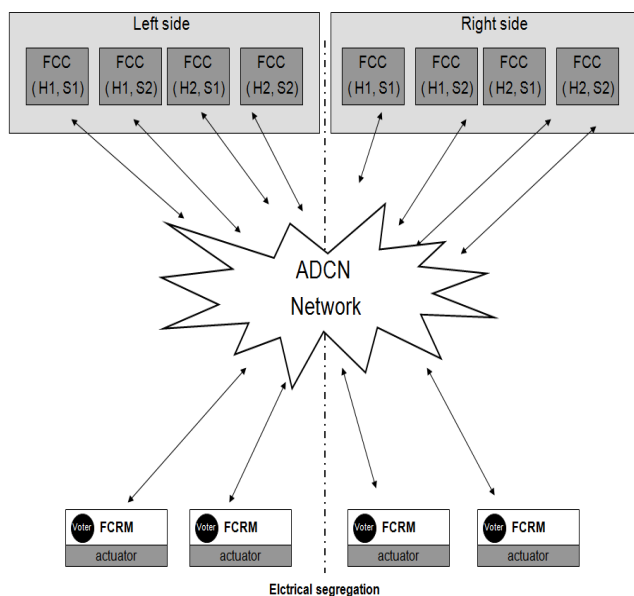 Left side
Right side
FCC
(H1, S1)
FCC
(H1, S2)
FCC
(H2, S1)
FCC
(H2, S2)
FCC
(H1, S1)
FCC
(H1, S2)
FCC
(H2, S1)
FCC
(H2, S2)
ADCN
Network
Voter FCRM
actuator
Voter FCRM
actuator
Voter FCRM
actuator
Voter FCRM
actuator
Elctrical segregation